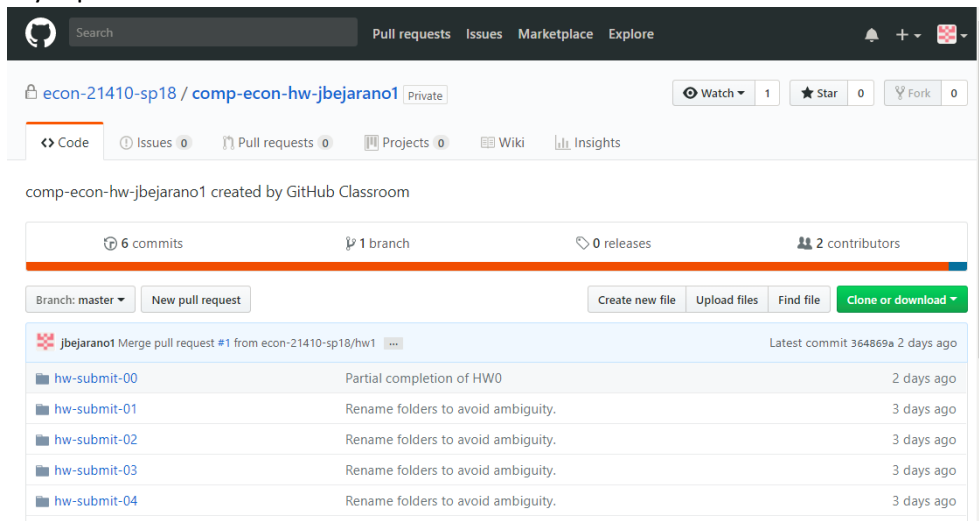 Search Pull requests Issues Marketplace Explore
econ-21410-sp18 / comp-econ-hw-jbejarano1 Private Watch 1 Star 0 Fork 0
Code Issues 0 Pull requests 0 Projects 0 Wiki Insights
comp-econ-hw-jbejarano1 created by GitHub Classroom
6 commits 1 branch 0 releases 2 contributors
Branch: master New pull request Create new file Upload files Find file Clone or download
jbejarano1 Merge pull request #1 from econ-21410-sp18/hw1 ... Latest commit 364869a 2 days ago
hw-submit-00 Partial completion of HW0 2 days ago
hw-submit-01 Rename folders to avoid ambiguity. 3 days ago
hw-submit-02 Rename folders to avoid ambiguity. 3 days ago
hw-submit-03 Rename folders to avoid ambiguity. 3 days ago
hw-submit-04 Rename folders to avoid ambiguity. 3 days ago